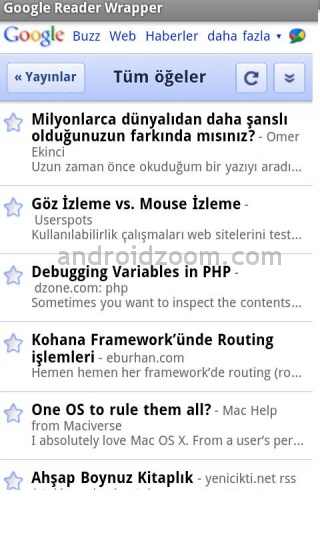 Google Reader Wrapper
Google Buzz Web Haberler daha fazla ▾
« Yayınlar Tüm öğeler
Milyonlarca dünyalıdan daha şanslı
olduğunuzun farkında mısınız? - Omer
Ekinci
Uzun zaman önce okuduğum bir yazıyı aradı...
Göz İzleme vs. Mouse İzleme -
Userspots
Kullanılabilirlik çalışmaları web sitelerini test...
androidzoom.com
Debugging Variables in PHP -
dzone.com: php
Sometimes you want to inspect the contents...
Kohana Framework'ünde Routing
işlemleri - eburhan.com
Hemen hemen her framework'de routing (ro...
One OS to rule them all? - Mac Help
from Maciverse
I absolutely love Mac OS X. From a user's per...
Ahşap Boynuz Kitaplık - yenicikti.net rss